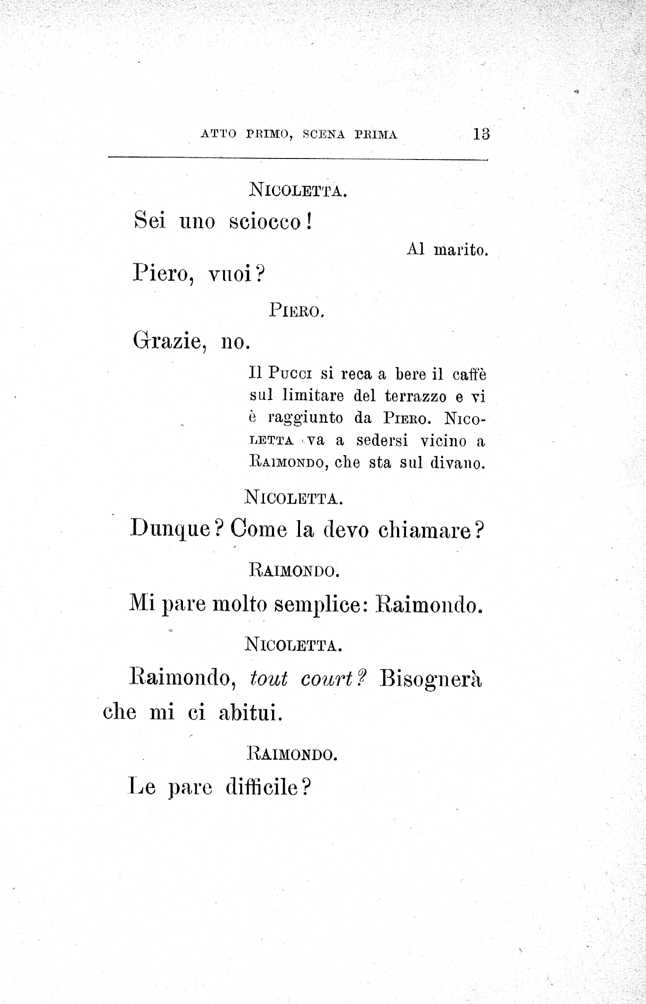 ATTO PRIMO, SCENA PRIMA 13
NICOLETTA.
Sei uno sciocco!
Al marito.
Piero, vuoi?
PIERO.
Grazie, no.
Il PUCCI si reca a bere il caffè
sul limitare del terrazzo e vi
è raggiunto da PIERO. NICO-
LETTA va a sedersi vicino a
RAIMONDO, che sta sul divano.
NICOLETTA.
Dunque? Come la devo chiamare?
RAIMONDO.
Mi pare molto semplice: Raimondo.
NICOLETTA.
Raimondo, tout court? Bisognerà
che mi ci abitui.
RAIMONDO.
Le pare difficile?